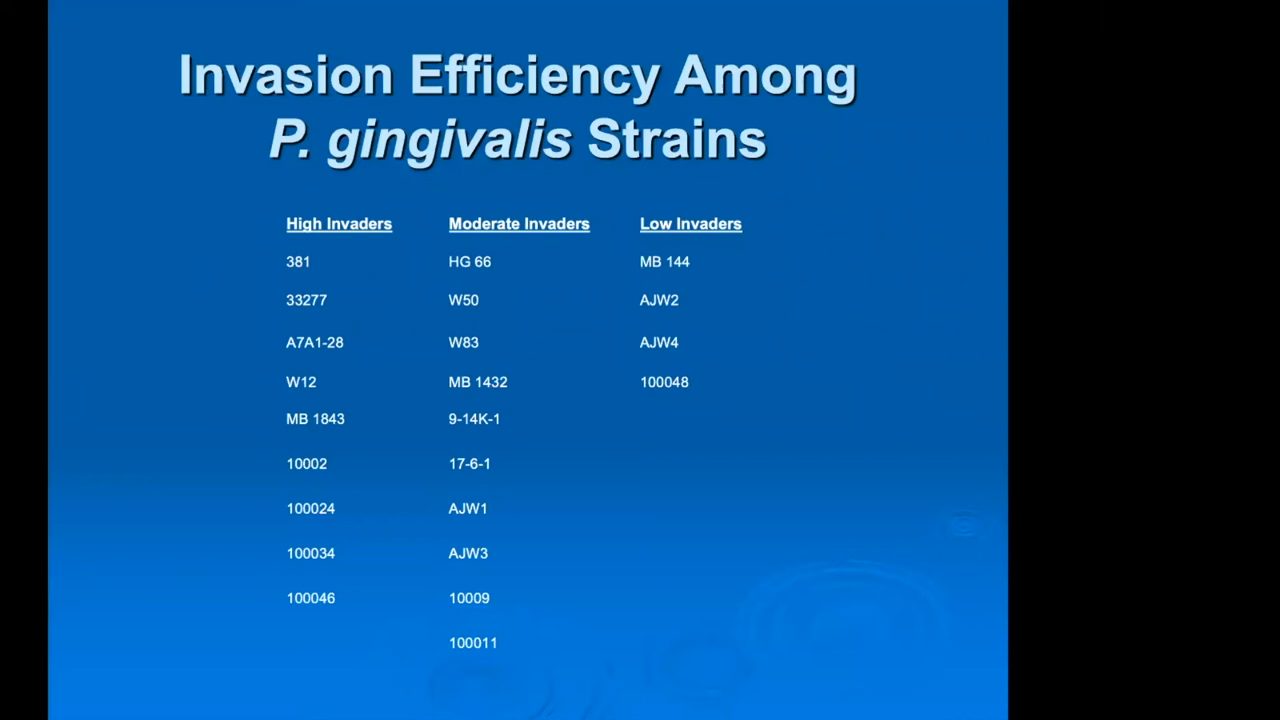 Invasion Efficiency Among
P. gingivalis Strains
High Invaders Moderate Invaders Low Invaders
381 HG 66 MB 144
33277 W50 AJW2
A7A1-28 W83 AJW4
W12 MB 1432 100048
MB 1843 9-14K-1
10002 17-6-1
100024 AJW1
100034 AJW3
100046 10009
100011